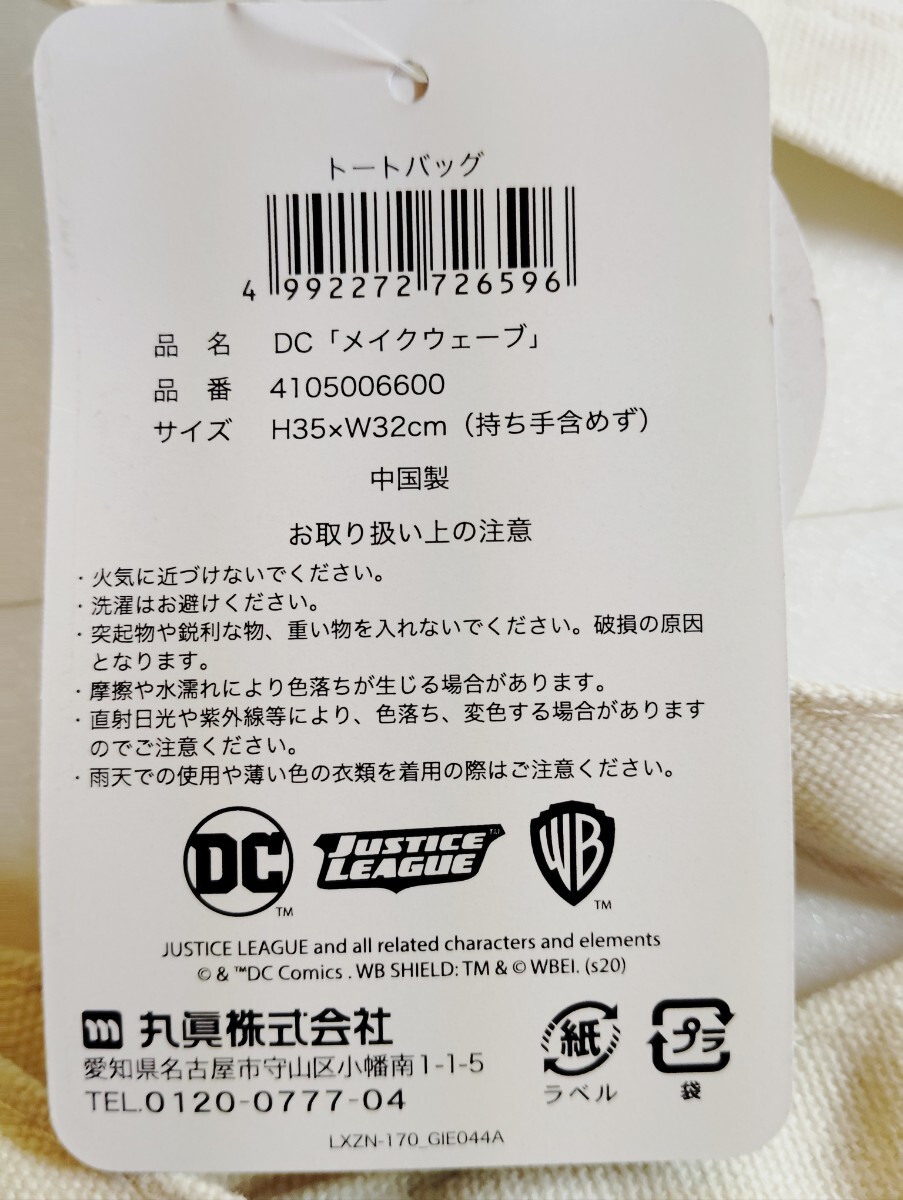 トートバッグ
4 992272 726596
品 名 DC「メイクウェーブ」
品 番 4105006600
サイズ H35×W32cm（持ち手含めず）
中国製
お取り扱い上の注意
・火気に近づけないでください。
・洗濯はお避けください。
・突起物や鋭利な物、重い物を入れないでください。破損の原因
となります。
・摩擦や水濡れにより色落ちが生じる場合があります。
・直射日光や紫外線等により、色落ち、変色する場合があります
のでご注意ください。
・雨天での使用や薄い色の衣類を着用の際はご注意ください。
DC TM
JUSTICE LEAGUE TM
WB TM
JUSTICE LEAGUE and all related characters and elements
© & ™DC Comics . WB SHIELD: TM & © WBEI. (s20)
m 丸眞株式会社
愛知県名古屋市守山区小幡南1-1-5
TEL.0120-0777-04
紙
ラベル
プラ
袋
LXZN-170_GIE044A